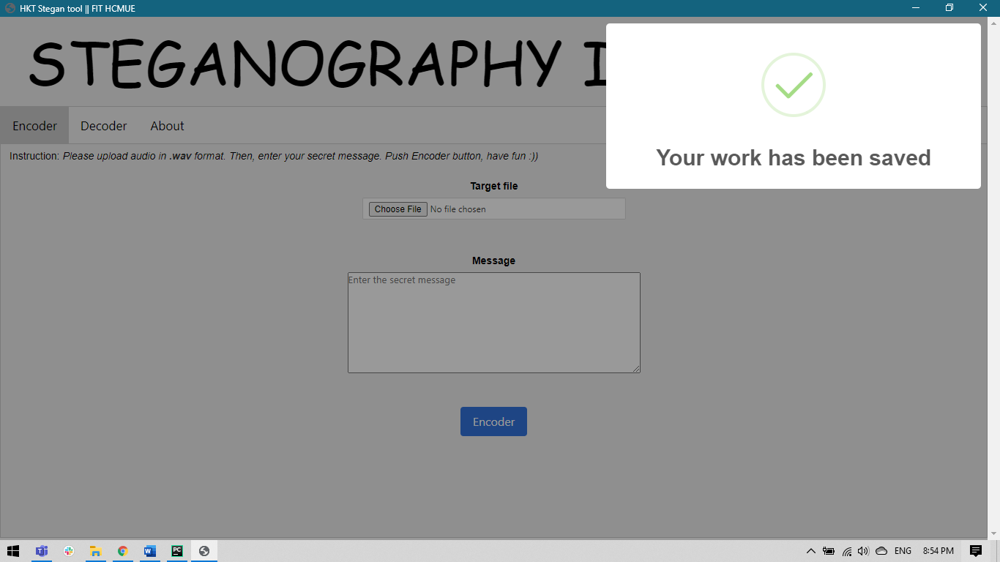 HKT Stegan tool || FIT HCMUE
STEGANOGRAPHY
Your work has been saved
Encoder Decoder About
Instruction: Please upload audio in .wav format. Then, enter your secret message. Push Encoder button, have fun :))
Target file
Choose File No file chosen
Message
Enter the secret message
Encoder
W PC ENG 8:54 PM